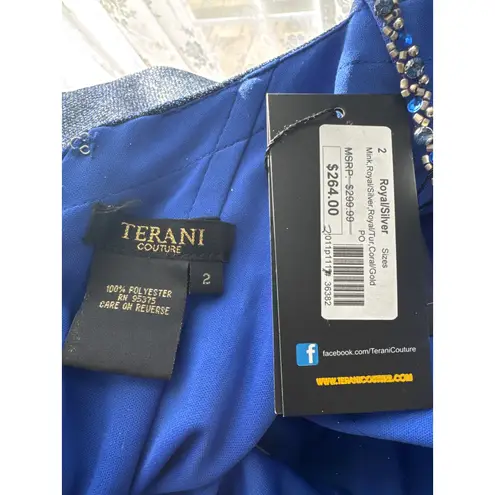 TERANI
COUTURE
2
100% POLYESTER
RN 95375
CARE ON REVERSE
2
Royal/Silver
Sizes
Mink,Royal/Silver,Royal/Tur,Coral/Gold
PO
MSRP: $299.99
$264.00
36382
facebook.com/TeraniCouture
WWW.TERANICOUTURE.COM